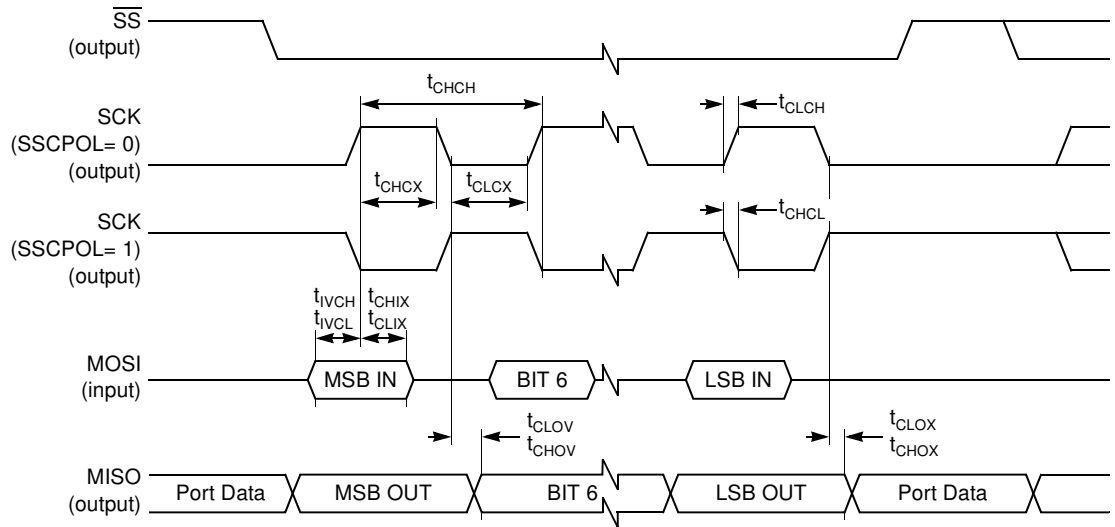 SS
(output)
tCHCH
SCK
(SSCPOL= 0)
(output)
tCLCH
tCHCX
tCLCX
SCK
(SSCPOL= 1)
(output)
tCHCL
tIVCH
tIVCL
tCHIX
tCLIX
MOSI
(input)
MSB IN
BIT 6
LSB IN
tCLOV
tCHOV
tCLOX
tCHOX
MISO
(output)
Port Data
MSB OUT
BIT 6
LSB OUT
Port Data